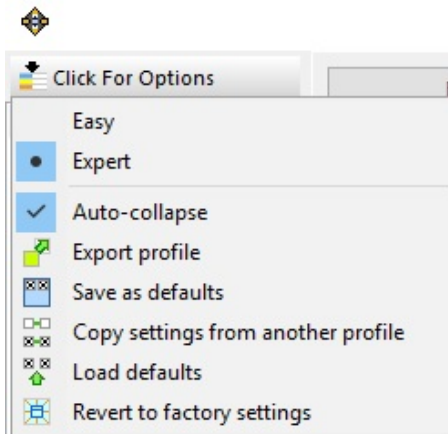 Click For Options
Easy
Expert
Auto-collapse
Export profile
Save as defaults
Copy settings from another profile
Load defaults
Revert to factory settings